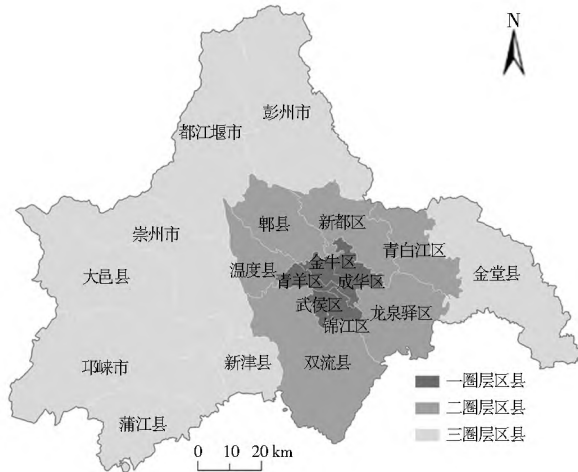 N
彭州市
都江堰市
郫县
新都区
崇州市
青白江区
金牛区
大邑县
温度县
青羊区
成华区
金堂县
武侯区
龙泉驿区
锦江区
邛崃市
新津县
双流县
一圈层区县
二圈层区县
三圈层区县
蒲江县
0 10 20 km